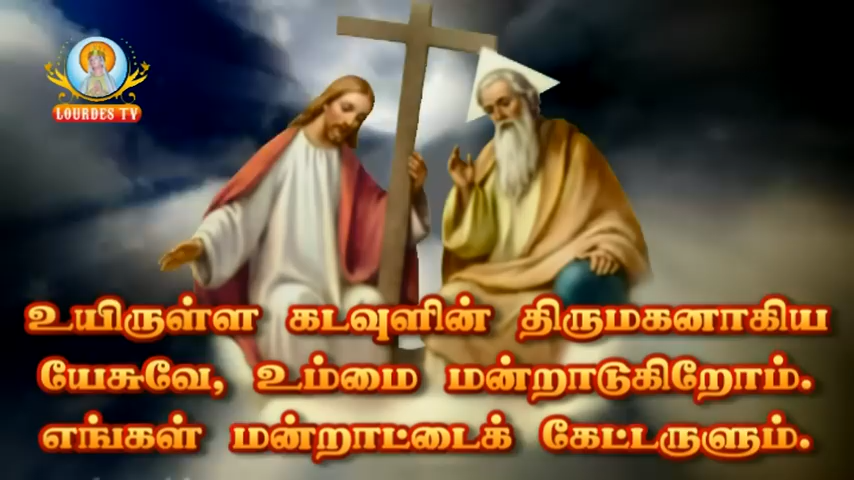 LOURDES TV
உயிருள்ள கடவுளின் திருமகனாகிய
யேசுவே, உம்மை மன்றாடுகிறோம்.
எங்கள் மன்றாட்டைக் கேட்டருளும்.